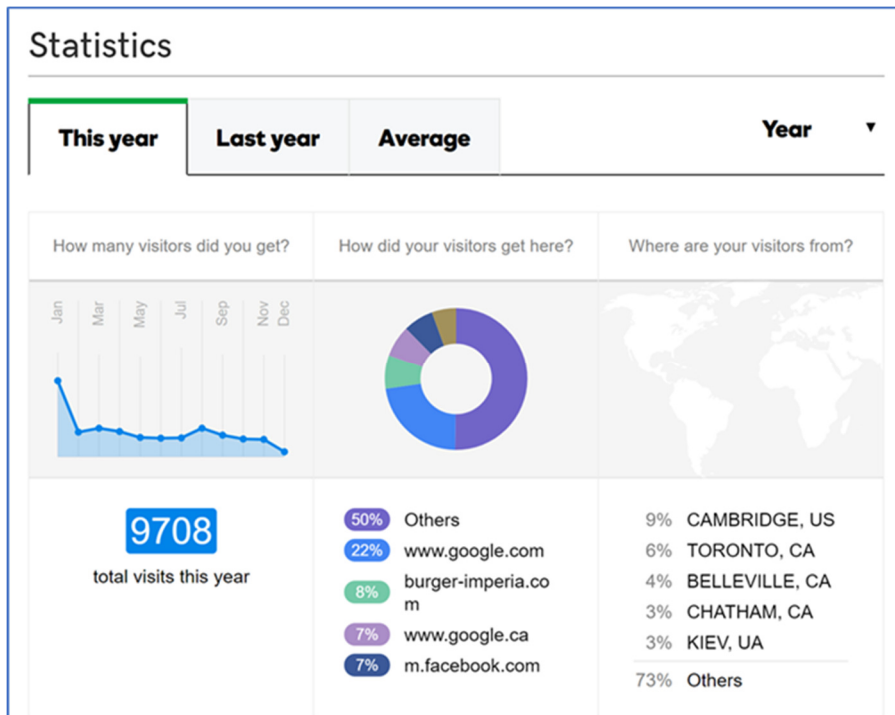 Statistics
This year
Last year
Average
Year
How many visitors did you get?
How did your visitors get here?
Where are your visitors from?
Jan
Mar
May
Jul
Sep
Nov
Dec
9708
total visits this year
50% Others
22% www.google.com
8% burger-imperia.co
m
7% www.google.ca
7% m.facebook.com
9% CAMBRIDGE, US
6% TORONTO, CA
4% BELLEVILLE, CA
3% CHATHAM, CA
3% KIEV, UA
73% Others